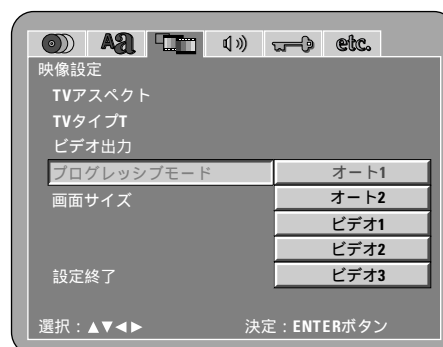 Aあ etc.
映像設定
TVアスペクト
TVタイプT
ビデオ出力
プログレッシブモード オート1
画面サイズ オート2
ビデオ1
ビデオ2
設定終了 ビデオ3
選択：▲▼◀▶ 決定：ENTERボタン